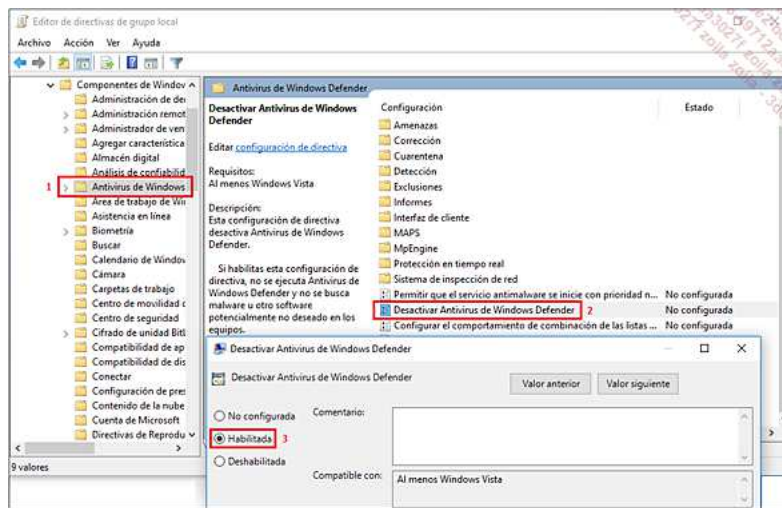 Editor de directivas de grupo local
Archivo Acción Ver Ayuda
Componentes de Window
Administración de der
Administración remot
Administrador de ven
Agregar característica
Almacén digital
Análisis de confiabilid
1 Antivirus de Windows
Área de trabajo de Win
Asistencia en línea
Biometría
Buscar
Calendario de Window
Cámara
Carpetas de trabajo
Centro de movilidad c
Centro de seguridad
Cifrado de unidad Bitl
Compatibilidad de ap
Compatibilidad de dis
Conectar
Configuración de pres
Contenido de la nube
Cuenta de Microsoft
Directivas de Reprodu
9 valores
Antivirus de Windows Defender
Desactivar Antivirus de Windows
Defender
Editar configuración de directiva
Requisitos:
Al menos Windows Vista
Descripción:
Esta configuración de directiva
desactiva Antivirus de Windows
Defender.
Si habilitas esta configuración de
directiva, no se ejecuta Antivirus de
Windows Defender y no se busca
malware u otro software
potencialmente no deseado en los
equipos.
Configuración Estado
Amenazas
Corrección
Cuarentena
Detección
Exclusiones
Informes
Interfaz de cliente
MAPS
MpEngine
Protección en tiempo real
Sistema de inspección de red
Permitir que el servicio antimalware se inicie con prioridad n... No configurada
Desactivar Antivirus de Windows Defender 2 No configurada
Configurar el comportamiento de combinación de las listas ... No configurada
Desactivar Antivirus de Windows Defender
Desactivar Antivirus de Windows Defender
Valor anterior Valor siguiente
No configurada Comentario:
Habilitada 3
Deshabilitada
Compatible con: Al menos Windows Vista